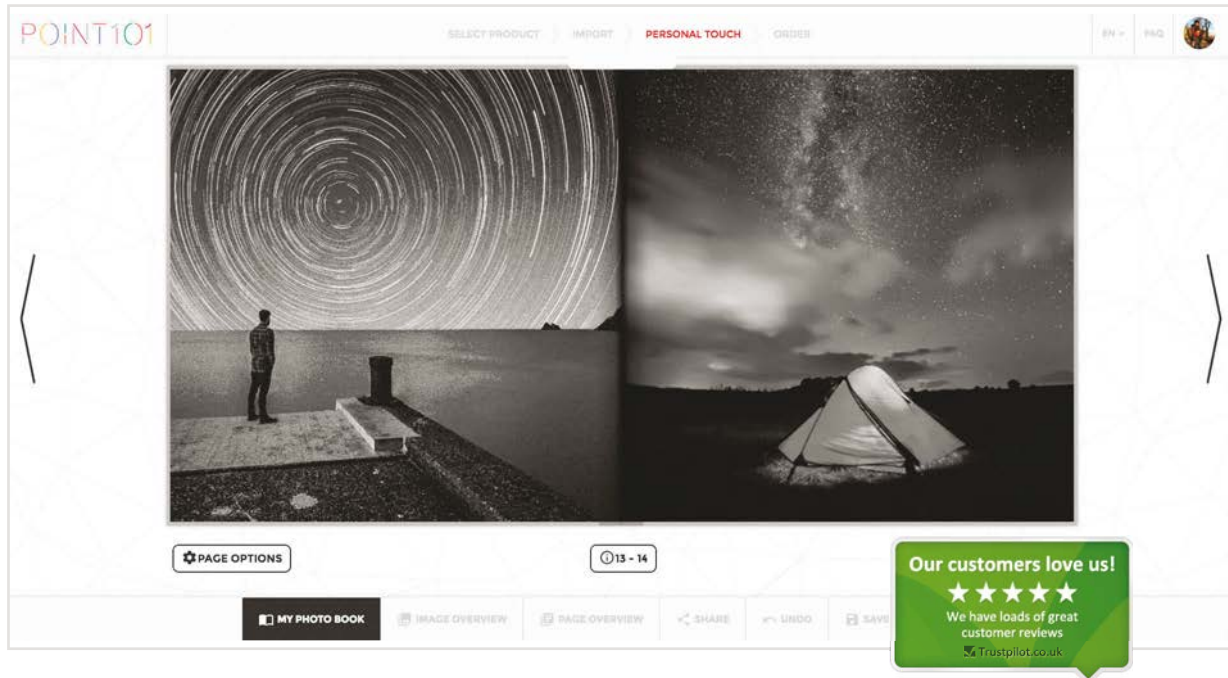 POINT101
SELECT PRODUCT
IMPORT
PERSONAL TOUCH
ORDER
EN
FAQ
PAGE OPTIONS
13 - 14
MY PHOTO BOOK
IMAGE OVERVIEW
PAGE OVERVIEW
SHARE
UNDO
SAVE
Our customers love us!
We have loads of great
customer reviews
Trustpilot.co.uk